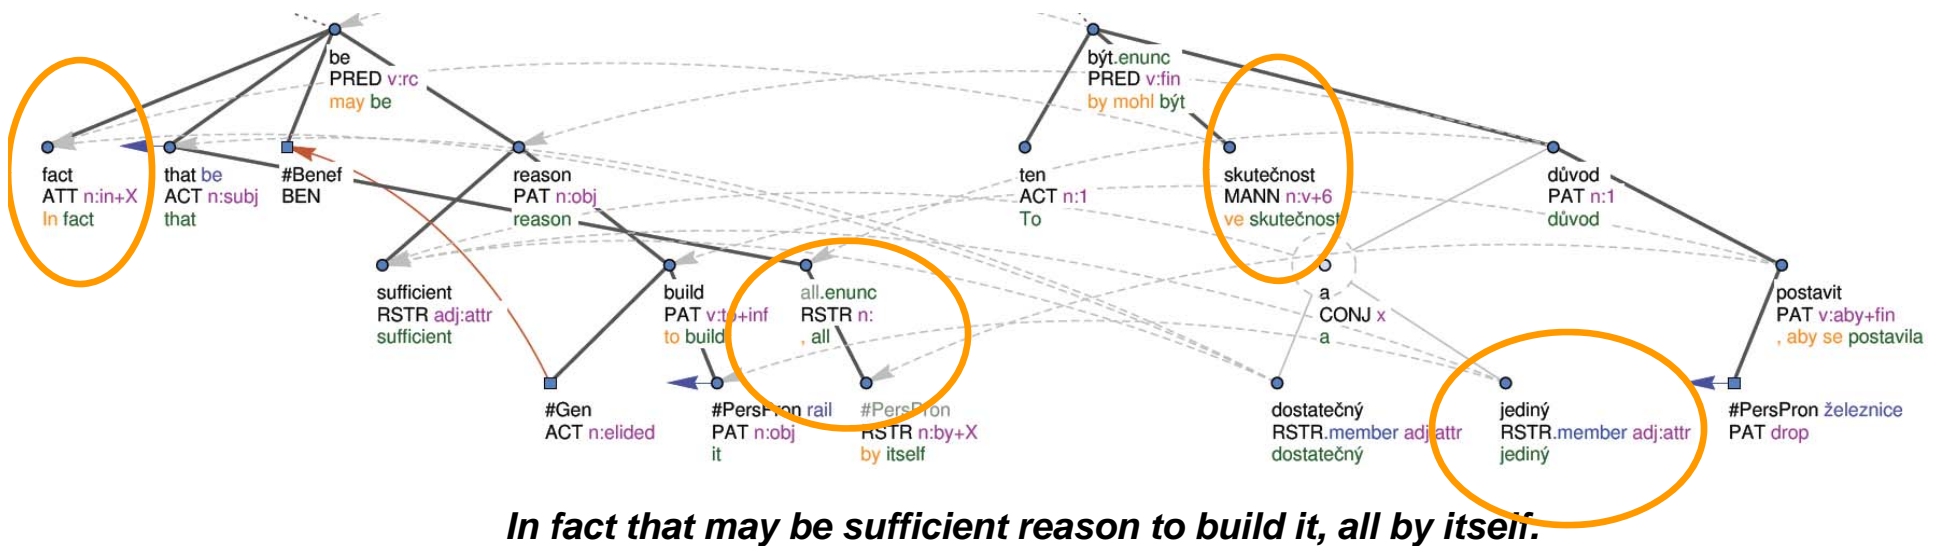 be
PRED v:rc
may be
být.enunc
PRED v:fin
by mohl být
fact
ATT n:in+X
In fact
that be
ACT n:subj
that
#Benef
BEN
reason
PAT n:obj
reason
ten
ACT n:1
To
skutečnost
MANN n:v+6
ve skutečnost
důvod
PAT n:1
důvod
sufficient
RSTR adj:attr
sufficient
build
PAT v:to+inf
to build
all.enunc
RSTR n:
, all
a
CONJ x
a
postavit
PAT v:aby+fin
, aby se postavila
#Gen
ACT n:elided
#PersPron rail
PAT n:obj
it
#PersPron
RSTR n:by+X
by itself
dostatečný
RSTR.member adj:attr
dostatečný
jediný
RSTR.member adj:attr
jediný
#PersPron železnice
PAT drop
In fact that may be sufficient reason to build it, all by itself.